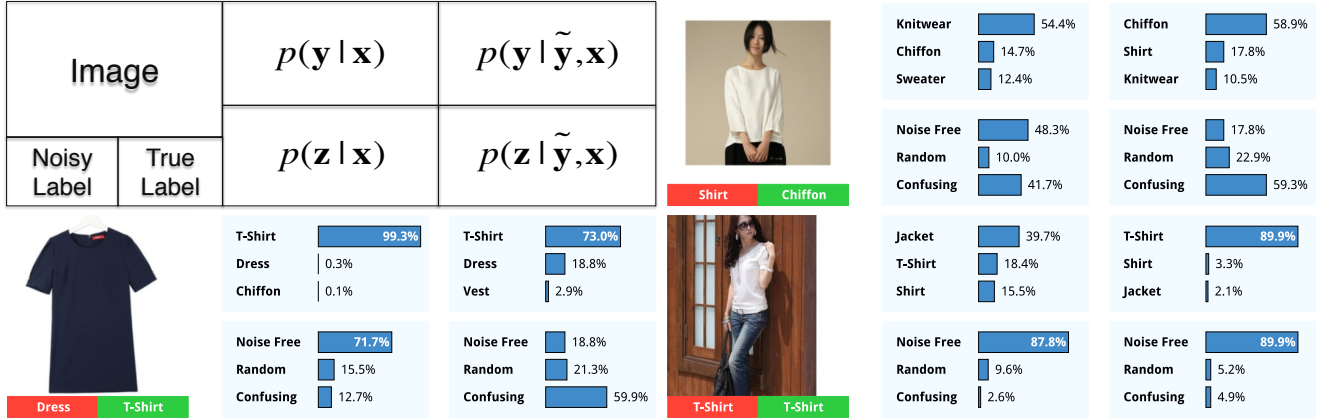 Image
p(y | x)
p(y | ỹ,x)
Noisy Label
True Label
p(z | x)
p(z | ỹ,x)
Shirt
Chiffon
Knitwear 54.4%
Chiffon 14.7%
Sweater 12.4%
Chiffon 58.9%
Shirt 17.8%
Knitwear 10.5%
Noise Free 48.3%
Random 10.0%
Confusing 41.7%
Noise Free 17.8%
Random 22.9%
Confusing 59.3%
Dress
T-Shirt
T-Shirt 99.3%
Dress 0.3%
Chiffon 0.1%
T-Shirt 73.0%
Dress 18.8%
Vest 2.9%
Noise Free 71.7%
Random 15.5%
Confusing 12.7%
Noise Free 18.8%
Random 21.3%
Confusing 59.9%
T-Shirt
T-Shirt
Jacket 39.7%
T-Shirt 18.4%
Shirt 15.5%
T-Shirt 89.9%
Shirt 3.3%
Jacket 2.1%
Noise Free 87.8%
Random 9.6%
Confusing 2.6%
Noise Free 89.9%
Random 5.2%
Confusing 4.9%